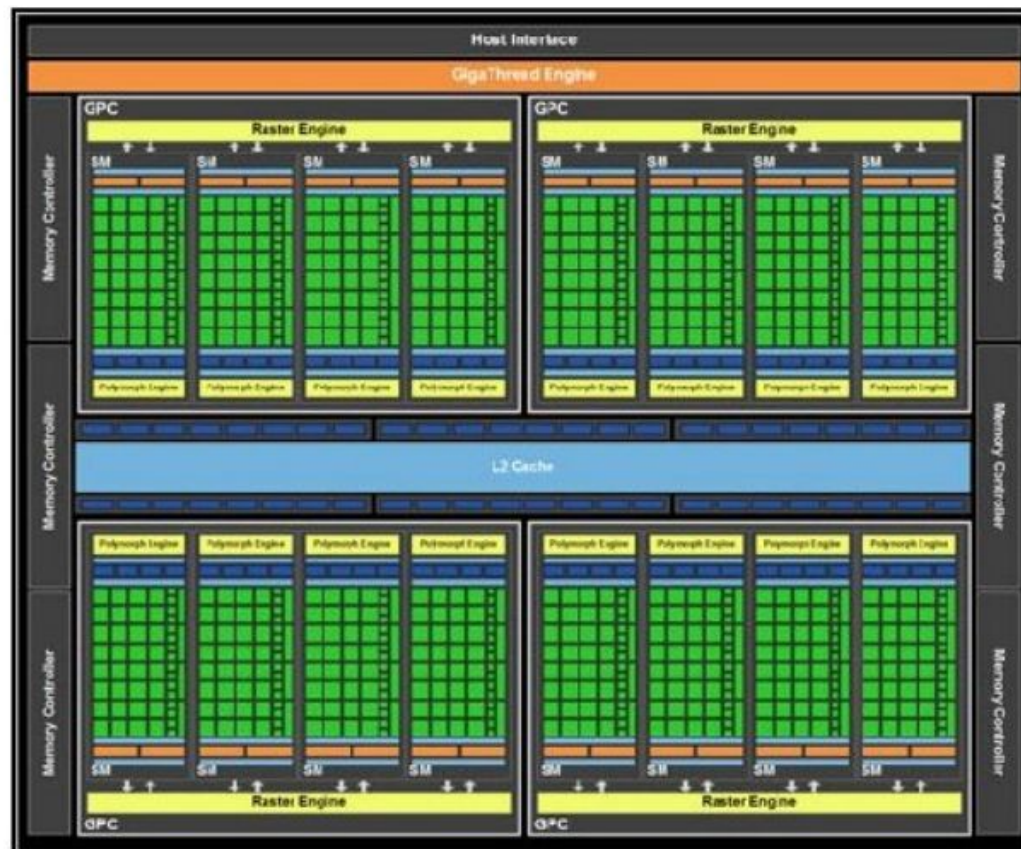 Host Interface
GigaThread Engine
Memory Controller
GPC
Raster Engine
SM SM SM SM
Polymorph Engine Polymorph Engine Polymorph Engine Polymorph Engine
GPC
Raster Engine
SM SM SM SM
Polymorph Engine Polymorph Engine Polymorph Engine Polymorph Engine
Memory Controller
Memory Controller
L2 Cache
Memory Controller
Memory Controller
Polymorph Engine Polymorph Engine Polymorph Engine Polymorph Engine
SM SM SM SM
Raster Engine
GPC
Polymorph Engine Polymorph Engine Polymorph Engine Polymorph Engine
SM SM SM SM
Raster Engine
GPC
Memory Controller